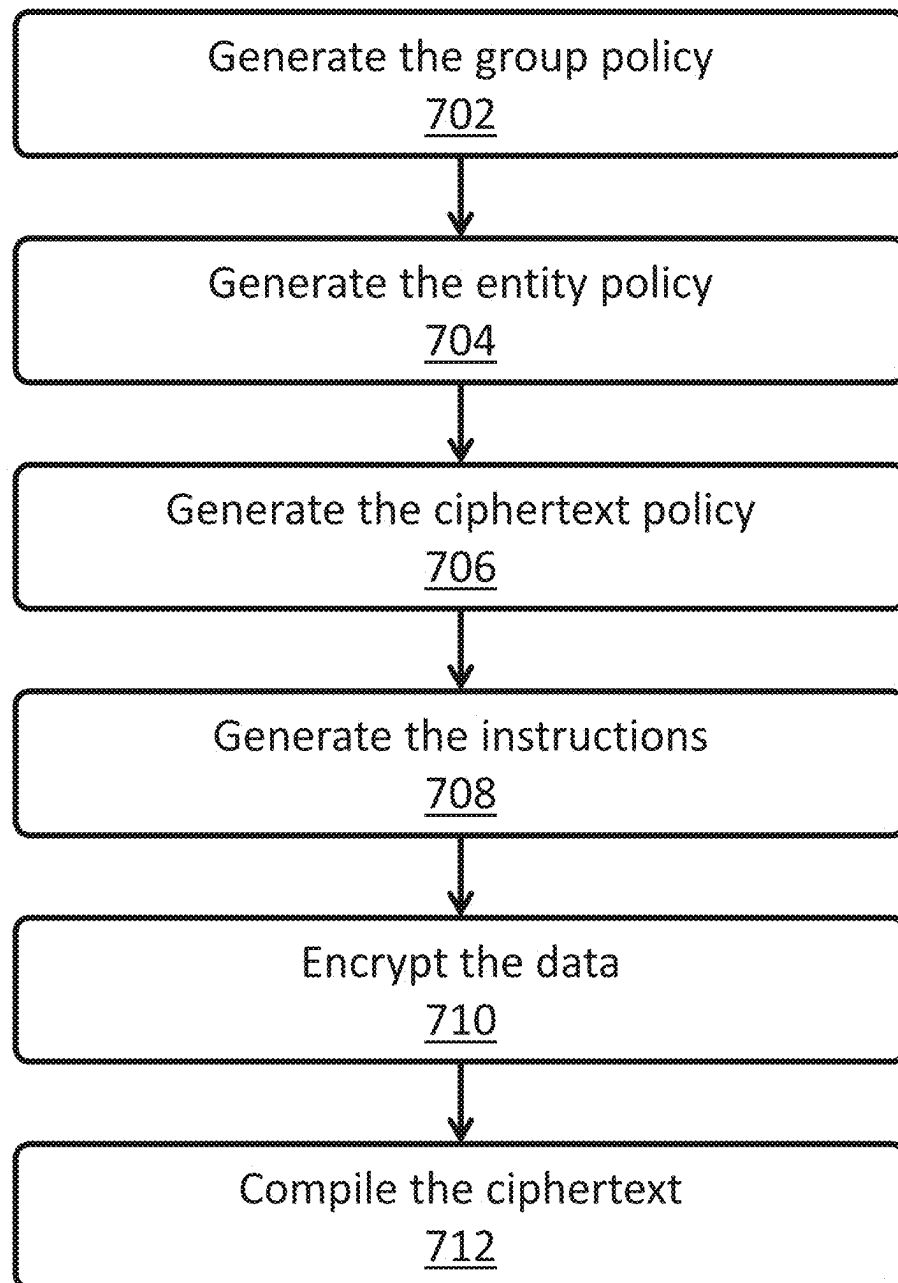 Generate the group policy
702
Generate the entity policy
704
Generate the ciphertext policy
706
Generate the instructions
708
Encrypt the data
710
Compile the ciphertext
712